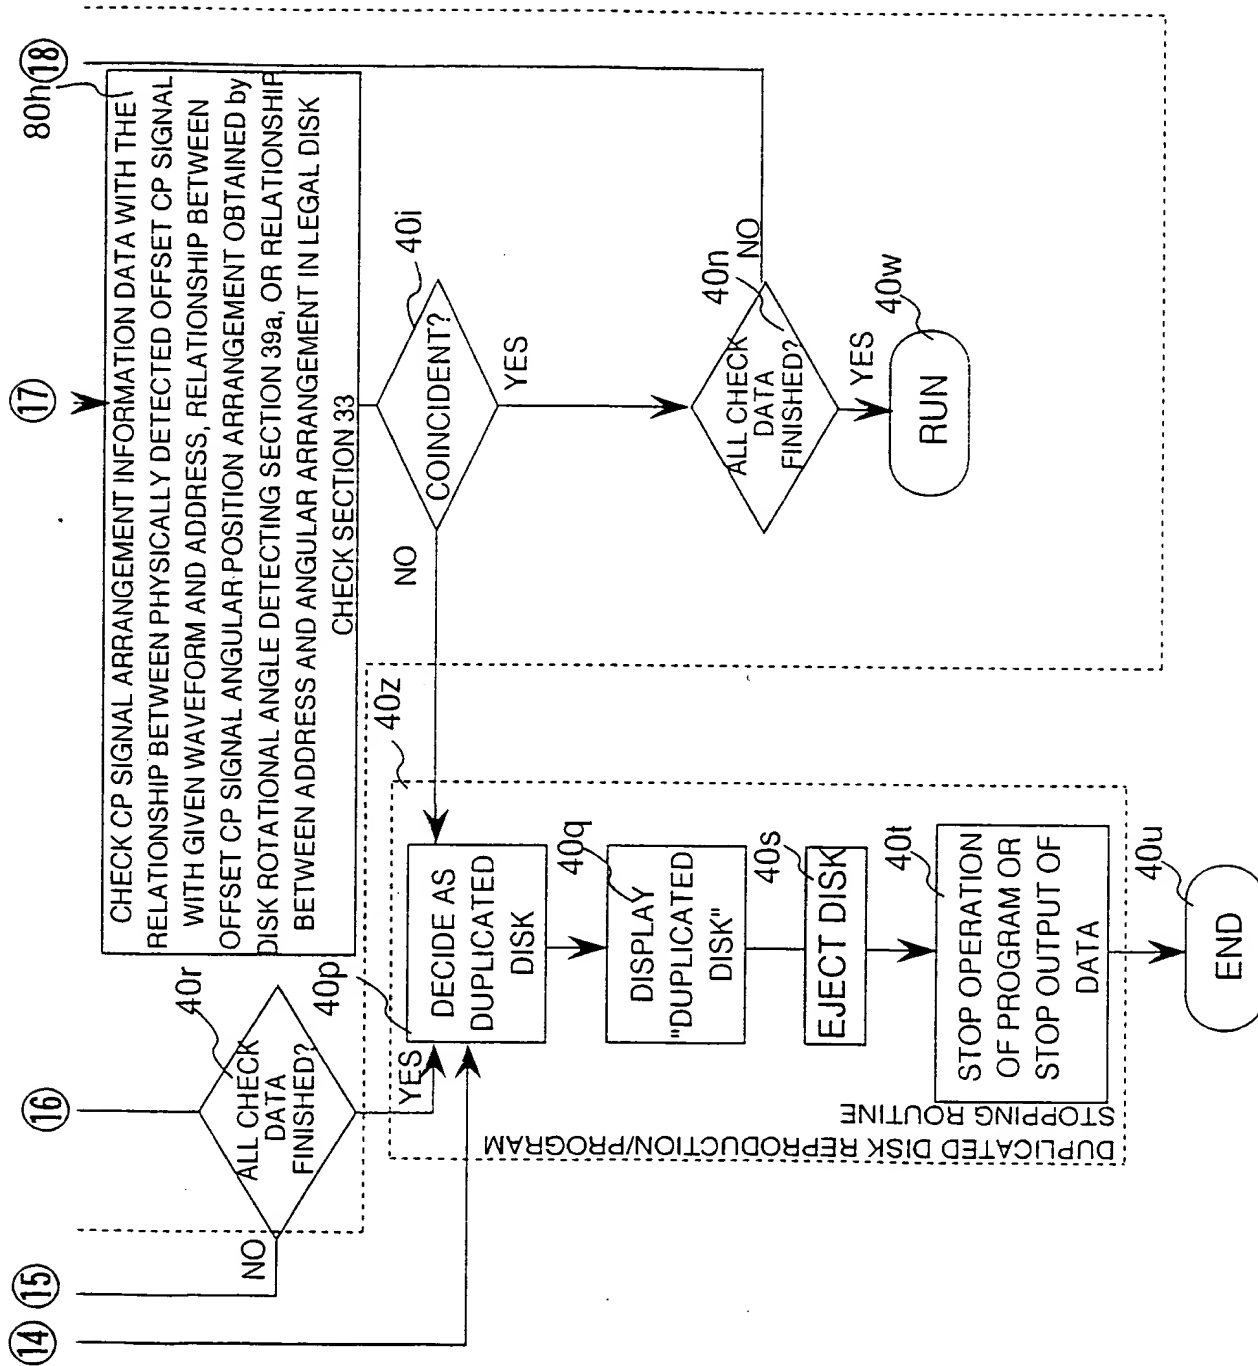 14
15
16
17
18
80h
CHECK CP SIGNAL ARRANGEMENT INFORMATION DATA WITH THE
RELATIONSHIP BETWEEN PHYSICALLY DETECTED OFFSET CP SIGNAL
WITH GIVEN WAVEFORM AND ADDRESS, RELATIONSHIP BETWEEN
OFFSET CP SIGNAL ANGULAR POSITION ARRANGEMENT OBTAINED by
DISK ROTATIONAL ANGLE DETECTING SECTION 39a, OR RELATIONSHIP
BETWEEN ADDRESS AND ANGULAR ARRANGEMENT IN LEGAL DISK
CHECK SECTION 33
40r
ALL CHECK
DATA
FINISHED?
NO
YES
40i
COINCIDENT?
NO
YES
40n
ALL CHECK
DATA
FINISHED?
NO
YES
40w
RUN
40z
40p
DECIDE AS
DUPLICATED
DISK
40q
DISPLAY
"DUPLICATED
DISK"
40s
EJECT DISK
40t
STOP OPERATION
OF PROGRAM OR
STOP OUTPUT OF
DATA
DUPLICATED DISK REPRODUCTION/PROGRAM
STOPPING ROUTINE
40u
END